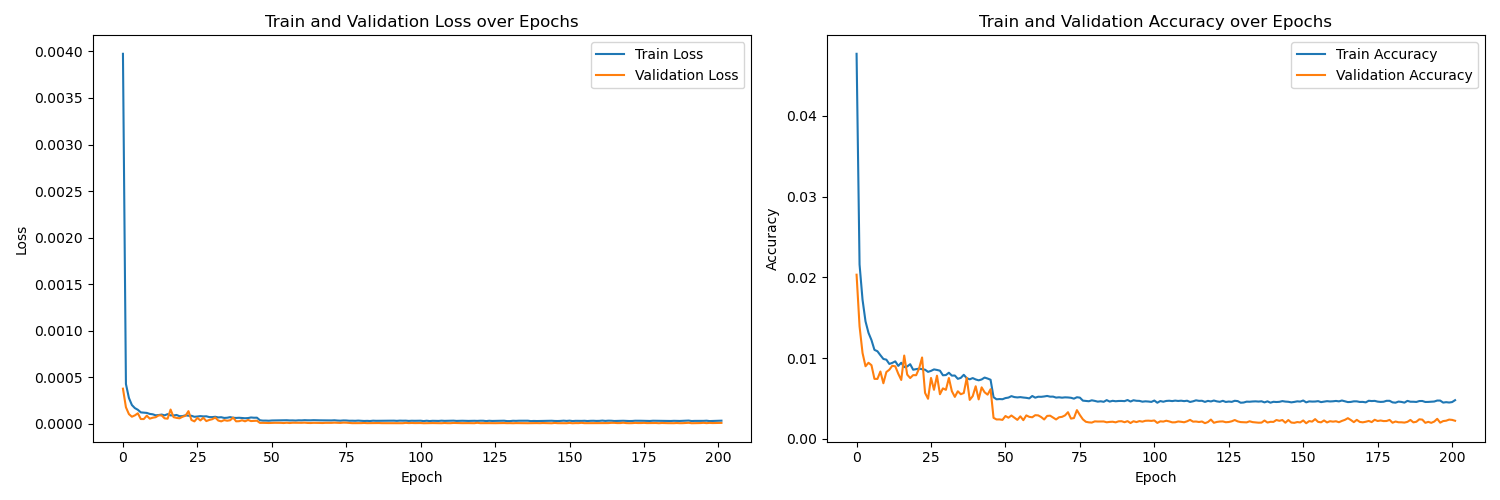 Train and Validation Loss over Epochs
Train Loss
Validation Loss
0.0040
0.0035
0.0030
0.0025
0.0020
0.0015
0.0010
0.0005
0.0000
Loss
0 25 50 75 100 125 150 175 200
Epoch
Train and Validation Accuracy over Epochs
Train Accuracy
Validation Accuracy
0.04
0.03
0.02
0.01
0.00
Accuracy
0 25 50 75 100 125 150 175 200
Epoch